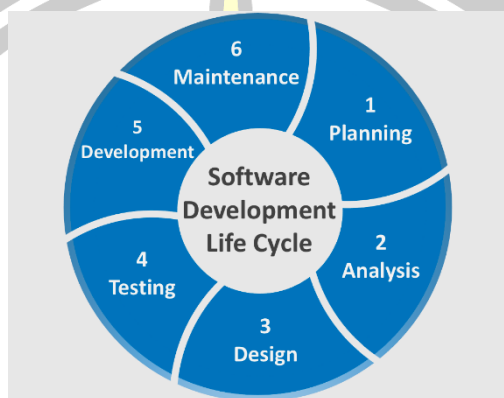 Software
Development
Life Cycle
1
Planning
2
Analysis
3
Design
4
Testing
5
Development
6
Maintenance